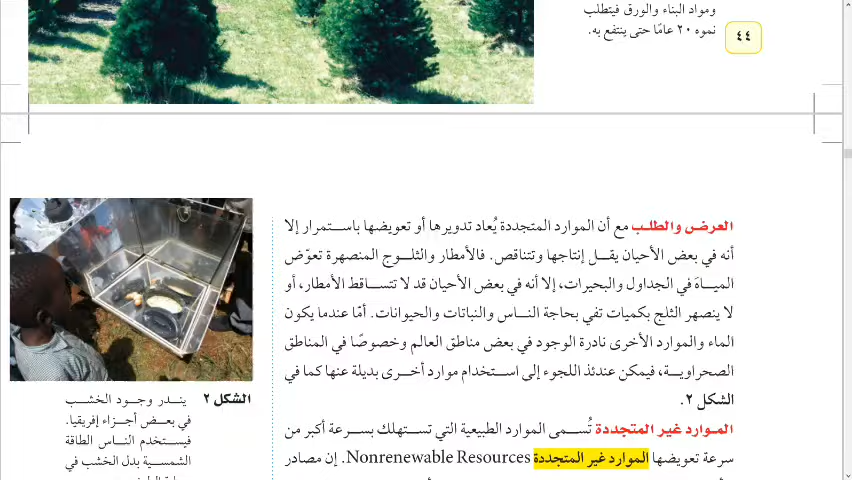 ومواد البناء والورق فيتطلب
نموه ٢٠ عامًا حتى ينتفع به.
٤٤
العرض والطلب مع أن الموارد المتجددة يُعاد تدويرها أو تعويضها باستمرار إلا
أنه في بعض الأحيان يقل إنتاجها وتتناقص. فالأمطار والثلوج المنصهرة تعوّض
المياهَ في الجداول والبحيرات، إلا أنه في بعض الأحيان قد لا تتساقط الأمطار، أو
لا ينصهر الثلج بكميات تفي بحاجة الناس والنباتات والحيوانات. أمّا عندما يكون
الماء والموارد الأخرى نادرة الوجود في بعض مناطق العالم وخصوصًا في المناطق
الصحراوية، فيمكن عندئذ اللجوء إلى استخدام موارد أخرى بديلة عنها كما في
الشكل ٢.
الموارد غير المتجددة تُسمى الموارد الطبيعية التي تستهلك بسرعة أكبر من
سرعة تعويضها الموارد غير المتجددة Nonrenewable Resources. إن مصادر
الشكل ٢ يندر وجود الخشب
في بعض أجزاء إفريقيا.
فيستخدم الناس الطاقة
الشمسية بدل الخشب في